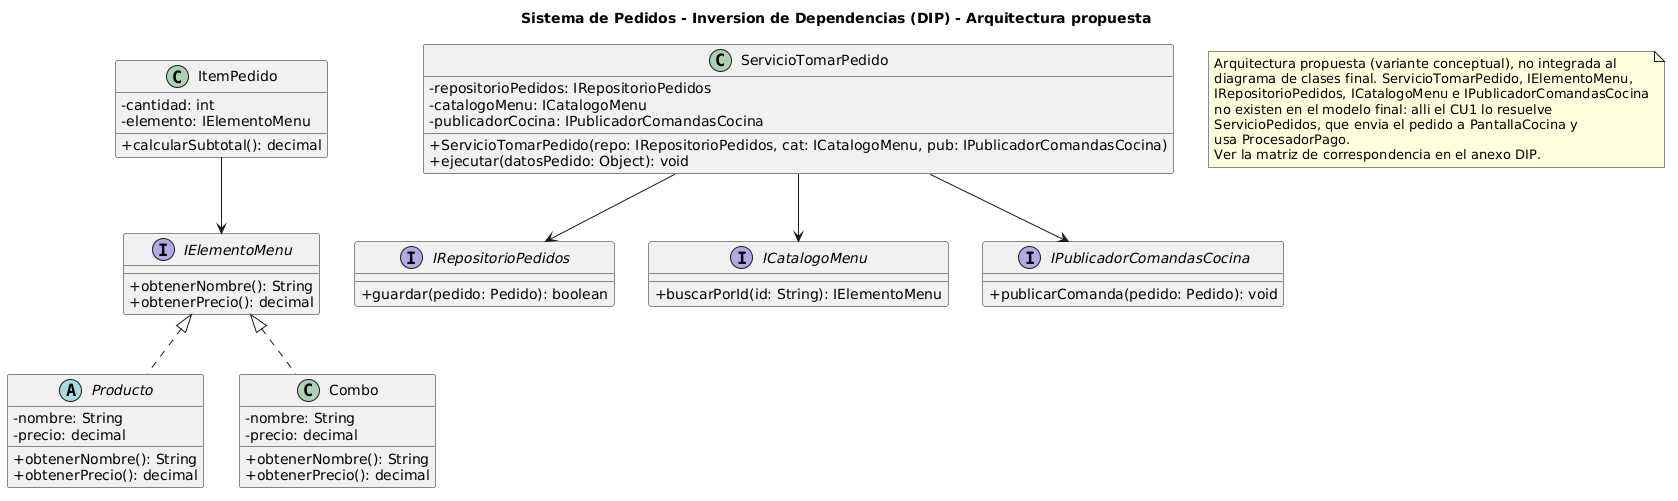 Sistema de Pedidos - Inversion de Dependencias (DIP) - Arquitectura propuesta
C ItemPedido
-cantidad: int
-elemento: IElementoMenu
+calcularSubtotal(): decimal
C ServicioTomarPedido
-repositorioPedidos: IRepositorioPedidos
-catalogoMenu: ICatalogoMenu
-publicadorCocina: IPublicadorComandasCocina
+ServicioTomarPedido(repo: IRepositorioPedidos, cat: ICatalogoMenu, pub: IPublicadorComandasCocina)
+ejecutar(datosPedido: Object): void
Arquitectura propuesta (variante conceptual), no integrada al
diagrama de clases final. ServicioTomarPedido, IElementoMenu,
IRepositorioPedidos, ICatalogoMenu e IPublicadorComandasCocina
no existen en el modelo final: alli el CU1 lo resuelve
ServicioPedidos, que envia el pedido a PantallaCocina y
usa ProcesadorPago.
Ver la matriz de correspondencia en el anexo DIP.
I IElementoMenu
+obtenerNombre(): String
+obtenerPrecio(): decimal
I IRepositorioPedidos
+guardar(pedido: Pedido): boolean
I ICatalogoMenu
+buscarPorId(id: String): IElementoMenu
I IPublicadorComandasCocina
+publicarComanda(pedido: Pedido): void
A Producto
-nombre: String
-precio: decimal
+obtenerNombre(): String
+obtenerPrecio(): decimal
C Combo
-nombre: String
-precio: decimal
+obtenerNombre(): String
+obtenerPrecio(): decimal